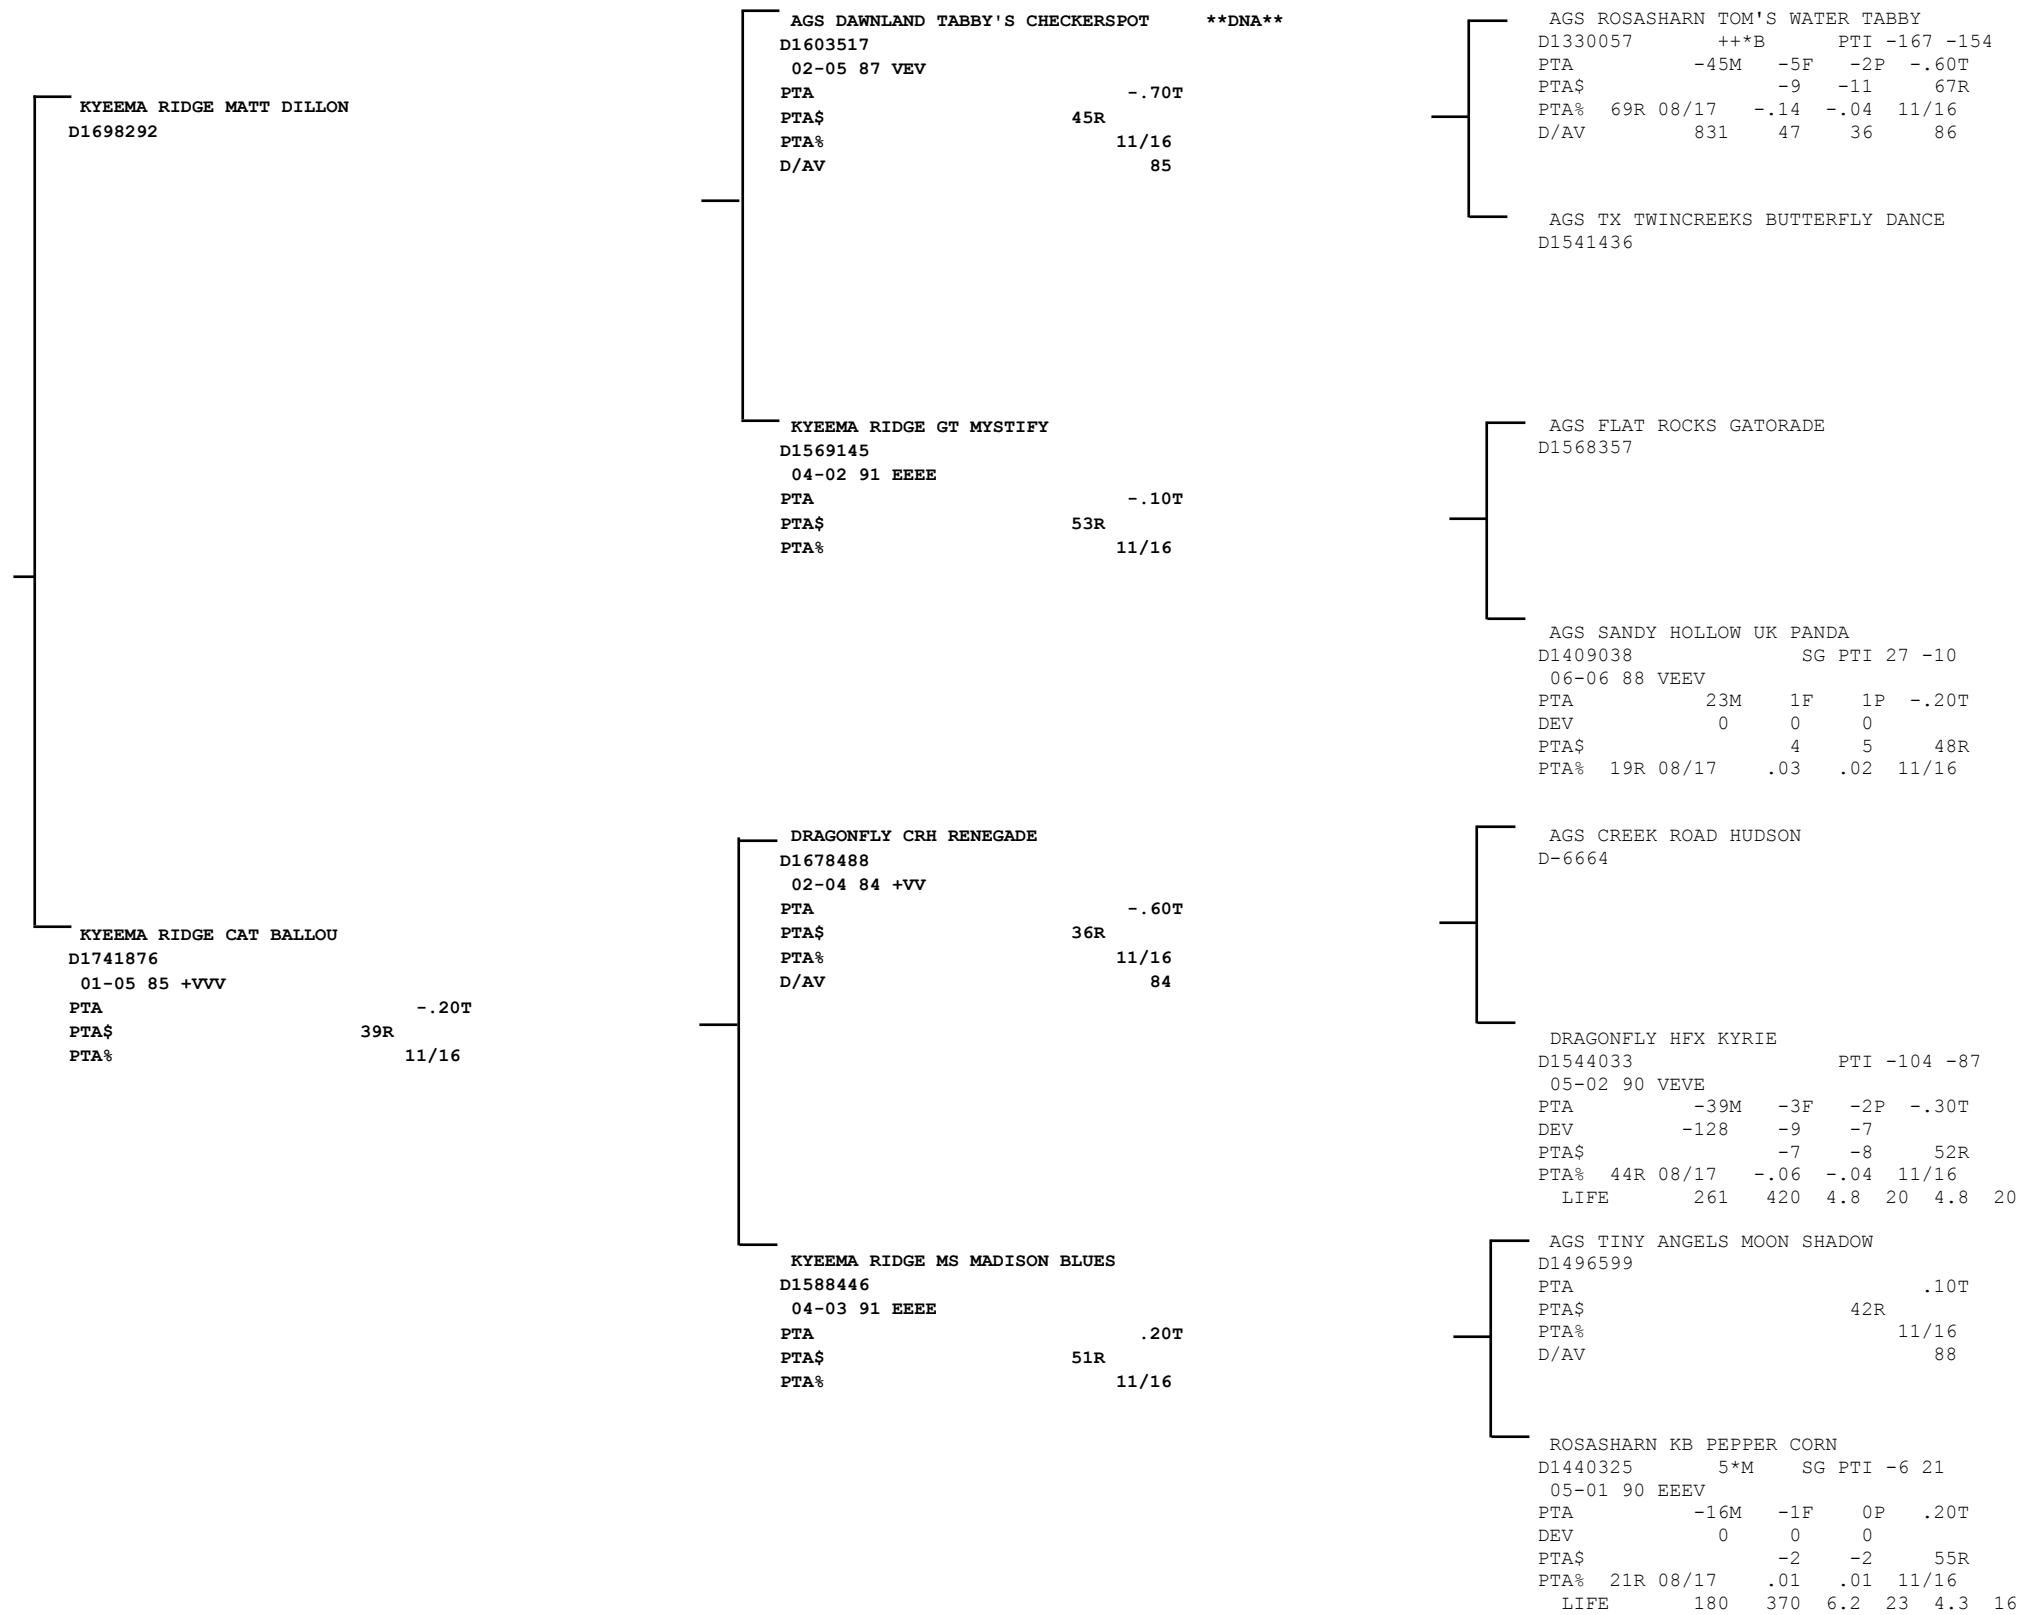 KYEEMA RIDGE MATT DILLON
D1698292
KYEEMA RIDGE CAT BALLOU
D1741876
01-05 85 +VVV
PTA -.20T
PTA$ 39R
PTA% 11/16
AGS DAWNLAND TABBY'S CHECKERSPOT **DNA**
D1603517
02-05 87 VEV
PTA -.70T
PTA$ 45R
PTA% 11/16
D/AV 85
KYEEMA RIDGE GT MYSTIFY
D1569145
04-02 91 EEEE
PTA -.10T
PTA$ 53R
PTA% 11/16
DRAGONFLY CRH RENEGADE
D1678488
02-04 84 +VV
PTA -.60T
PTA$ 36R
PTA% 11/16
D/AV 84
KYEEMA RIDGE MS MADISON BLUES
D1588446
04-03 91 EEEE
PTA .20T
PTA$ 51R
PTA% 11/16
AGS ROSASHARN TOM'S WATER TABBY
D1330057 ++*B PTI -167 -154
PTA -45M -5F -2P -.60T
PTA$ -9 -11 67R
PTA% 69R 08/17 -.14 -.04 11/16
D/AV 831 47 36 86
AGS TX TWINCREEKS BUTTERFLY DANCE
D1541436
AGS FLAT ROCKS GATORADE
D1568357
AGS SANDY HOLLOW UK PANDA
D1409038 SG PTI 27 -10
06-06 88 VEEV
PTA 23M 1F 1P -.20T
DEV 0 0 0
PTA$ 4 5 48R
PTA% 19R 08/17 .03 .02 11/16
AGS CREEK ROAD HUDSON
D-6664
DRAGONFLY HFX KYRIE
D1544033 PTI -104 -87
05-02 90 VEVE
PTA -39M -3F -2P -.30T
DEV -128 -9 -7
PTA$ -7 -8 52R
PTA% 44R 08/17 -.06 -.04 11/16
LIFE 261 420 4.8 20 4.8 20
AGS TINY ANGELS MOON SHADOW
D1496599
PTA .10T
PTA$ 42R
PTA% 11/16
D/AV 88
ROSASHARN KB PEPPER CORN
D1440325 5*M SG PTI -6 21
05-01 90 EEEV
PTA -16M -1F 0P .20T
DEV 0 0 0
PTA$ -2 -2 55R
PTA% 21R 08/17 .01 .01 11/16
LIFE 180 370 6.2 23 4.3 16